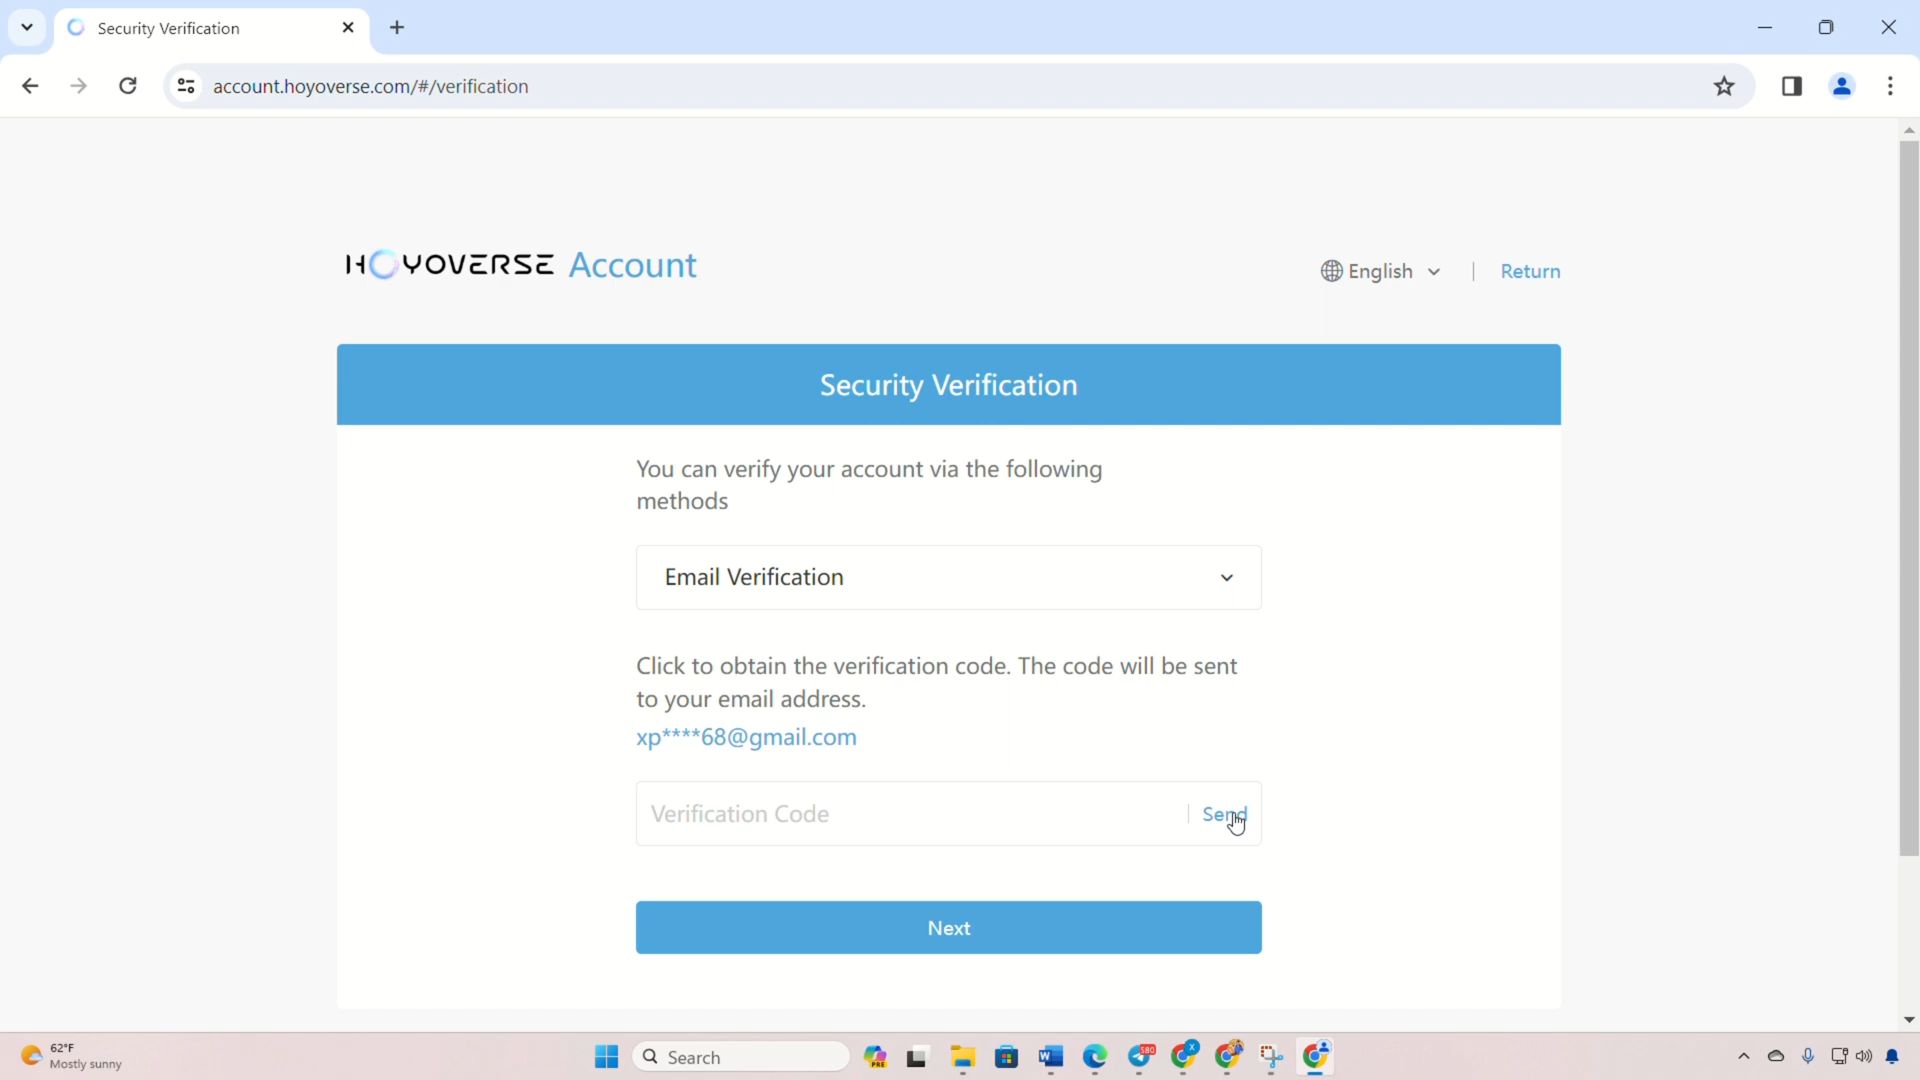 Security Verification
account.hoyoverse.com/#/verification
HOYOVERSE Account
English
Return
Security Verification
You can verify your account via the following
methods
Email Verification
Click to obtain the verification code. The code will be sent
to your email address.
xp****68@gmail.com
Verification Code
Send
Next
62°F
Mostly sunny
Search
PRE
W
580
X